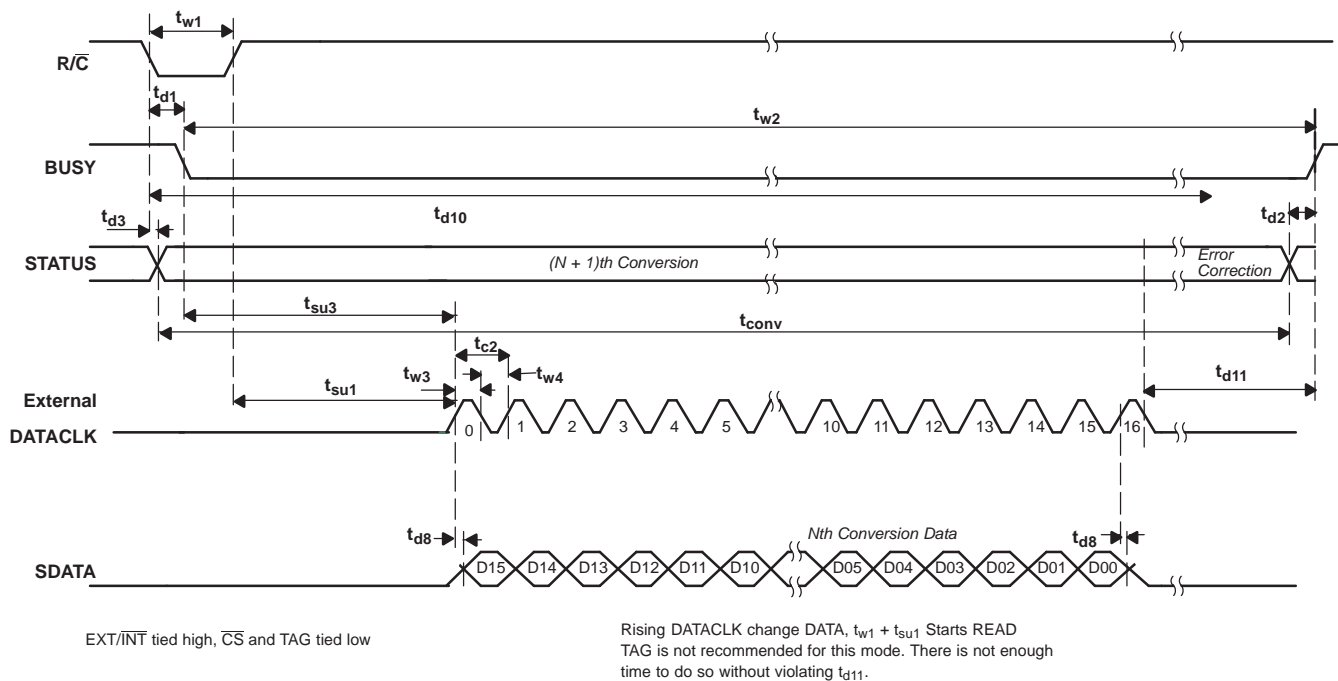 tw1
R/C̅
td1
tw2
BUSY
td3
td10
td2
STATUS
(N + 1)th Conversion
Error
Correction
tsu3
tconv
tc2
tw3
tw4
td11
tsu1
External
DATACLK
0 1 2 3 4 5 10 11 12 13 14 15 16
Nth Conversion Data
td8
td8
SDATA
D15 D14 D13 D12 D11 D10 D05 D04 D03 D02 D01 D00
EXT/I̅N̅T̅ tied high, C̅S̅ and TAG tied low
Rising DATACLK change DATA, tw1 + tsu1 Starts READ
TAG is not recommended for this mode. There is not enough
time to do so without violating td11.